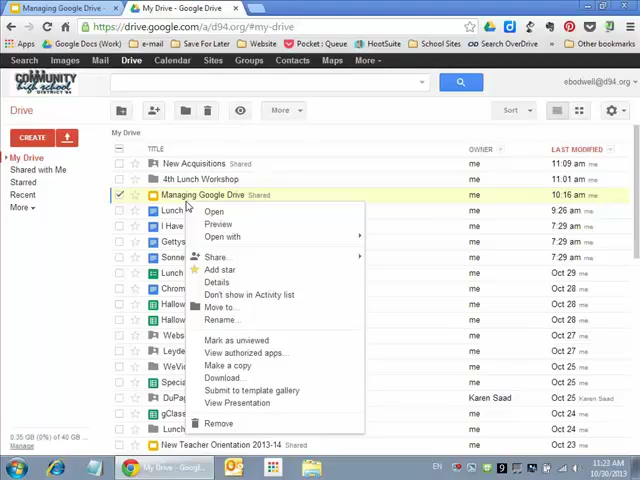 Managing Google Drive
My Drive - Google Drive
https://drive.google.com/a/d94.org/#my-drive
Apps
Google Docs (Work)
e-mail
Save For Later
Website
Pocket : Queue
HootSuite
School Sites
Search OverDrive
Other bookmarks
Search Images Mail Drive Calendar Sites Groups Contacts Maps More
COMMUNITY
high school
DISTRICT 94
ebodwell@d94.org
Drive
More
Sort
CREATE
My Drive
My Drive
Shared with Me
Starred
Recent
More
TITLE OWNER LAST MODIFIED
New Acquisitions Shared me 11:09 am me
4th Lunch Workshop me 11:01 am me
Managing Google Drive Shared me 10:16 am me
Lunch me 9:26 am me
I Have me 7:29 am me
Gettys me 7:29 am me
Sonne me 7:29 am me
Lunch me Oct 29 me
Chrom me Oct 28 me
Hallow me Oct 28 me
Hallow me Oct 28 me
Webs me Oct 27 me
Leyde me Oct 27 me
WeVi me Oct 27 me
Specia me Oct 25 me
DuPa Karen Saad Oct 24 me
gClass me Oct 24 me
Lunch me Oct 23 me
New Teacher Orientation 2013-14 Shared me Oct 23 me
Open
Preview
Open with
Share...
Add star
Details
Don't show in Activity list
Move to...
Rename...
Mark as unviewed
View authorized apps...
Make a copy
Download...
Submit to template gallery
View Presentation
Remove
0.35 GB (0% of 40 GB
Manage
My Drive - Googl...
EN
11:23 AM
10/30/2013